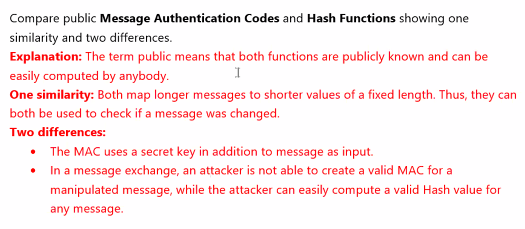 Compare public Message Authentication Codes and Hash Functions showing one
similarity and two differences.
Explanation: The term public means that both functions are publicly known and can be
easily computed by anybody.
One similarity: Both map longer messages to shorter values of a fixed length. Thus, they can
both be used to check if a message was changed.
Two differences:
• The MAC uses a secret key in addition to message as input.
• In a message exchange, an attacker is not able to create a valid MAC for a
manipulated message, while the attacker can easily compute a valid Hash value for
any message.